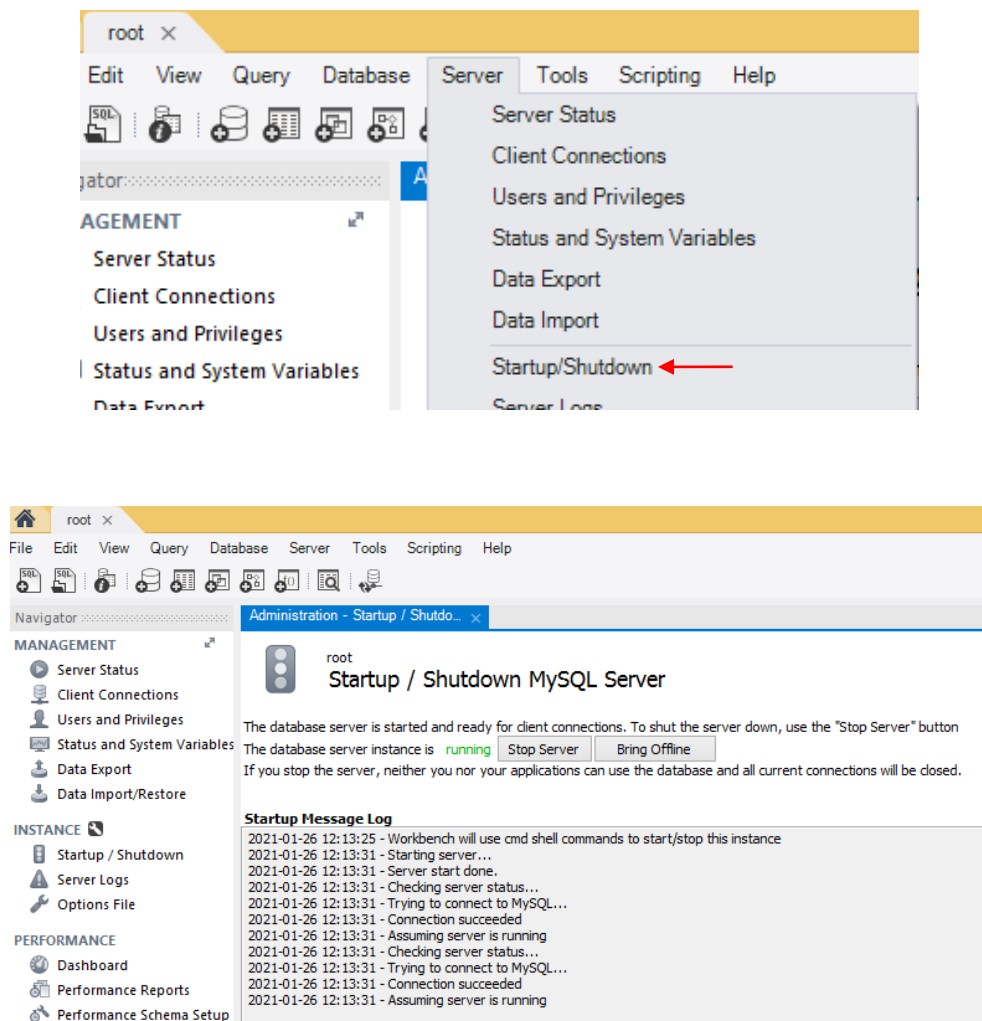 root ×
Edit View Query Database Server Tools Scripting Help
SQL
Server Status
Client Connections
Users and Privileges
Status and System Variables
Data Export
Data Import
Startup/Shutdown
Server Logs
gator
A
AGEMENT
Server Status
Client Connections
Users and Privileges
Status and System Variables
Data Export
root ×
File Edit View Query Database Server Tools Scripting Help
SQL SQL
Navigator
Administration - Startup / Shutdo... ×
MANAGEMENT
Server Status
Client Connections
Users and Privileges
Status and System Variables
Data Export
Data Import/Restore
INSTANCE
Startup / Shutdown
Server Logs
Options File
PERFORMANCE
Dashboard
Performance Reports
Performance Schema Setup
root
Startup / Shutdown MySQL Server
The database server is started and ready for client connections. To shut the server down, use the "Stop Server" button
The database server instance is running Stop Server Bring Offline
If you stop the server, neither you nor your applications can use the database and all current connections will be closed.
Startup Message Log
2021-01-26 12:13:25 - Workbench will use cmd shell commands to start/stop this instance
2021-01-26 12:13:31 - Starting server...
2021-01-26 12:13:31 - Server start done.
2021-01-26 12:13:31 - Checking server status...
2021-01-26 12:13:31 - Trying to connect to MySQL...
2021-01-26 12:13:31 - Connection succeeded
2021-01-26 12:13:31 - Assuming server is running
2021-01-26 12:13:31 - Checking server status...
2021-01-26 12:13:31 - Trying to connect to MySQL...
2021-01-26 12:13:31 - Connection succeeded
2021-01-26 12:13:31 - Assuming server is running